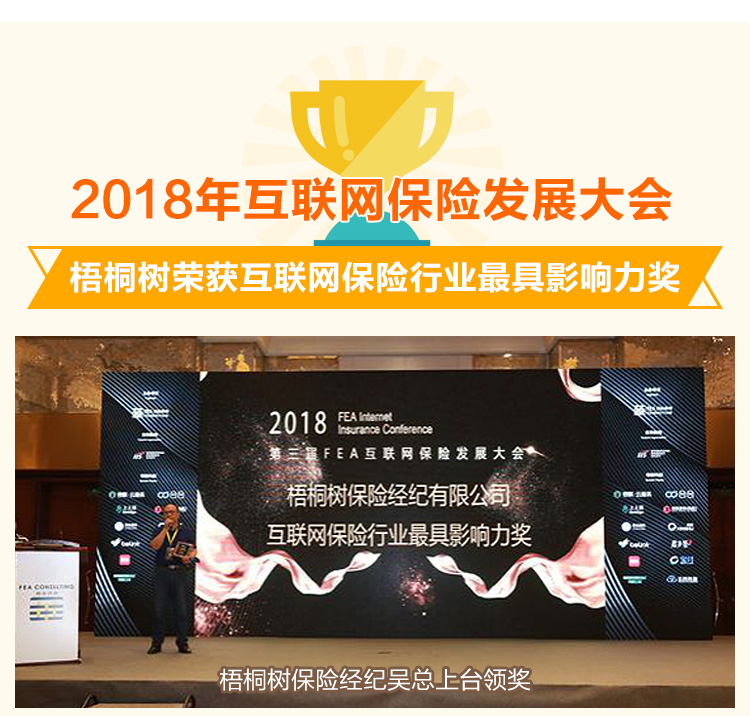 2018年互联网保险发展大会
梧桐树荣获互联网保险行业最具影响力奖
2018 FEA Internet
Insurance Conference
第三届FEA互联网保险发展大会
梧桐树保险经纪有限公司
互联网保险行业最具影响力奖
FEA CONSULTING
梧桐树保险经纪吴总上台领奖